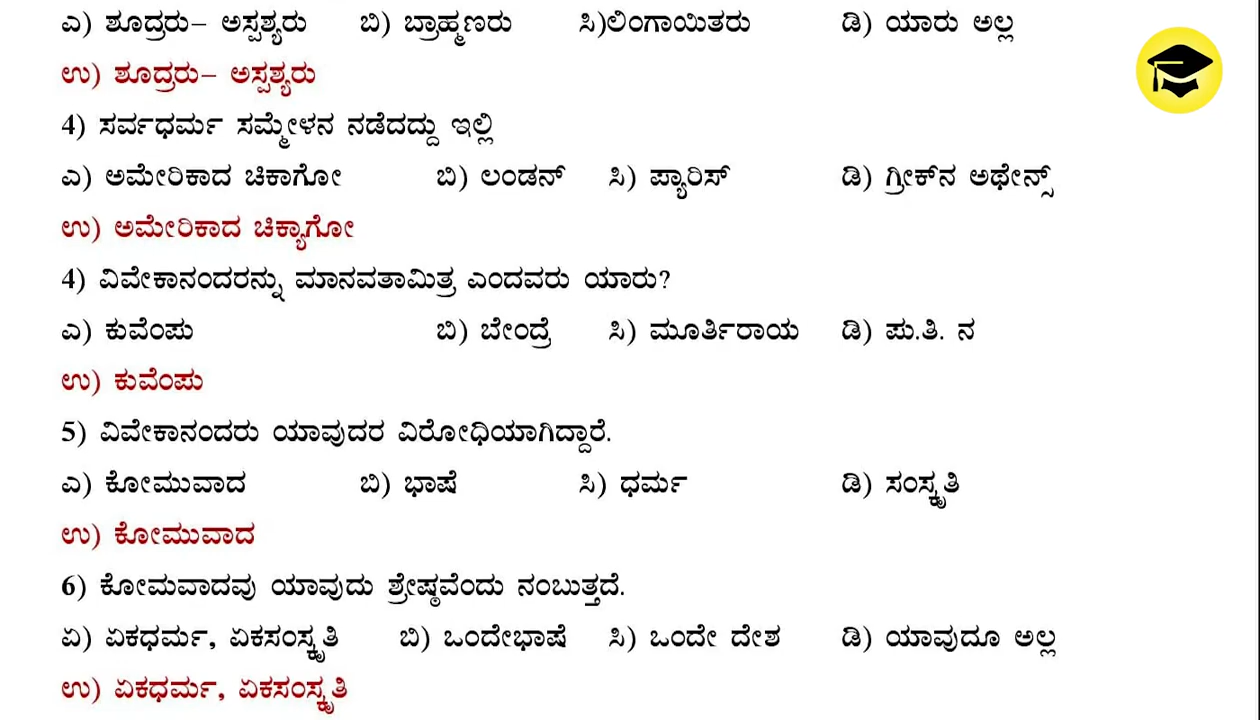 ಎ) ಶೂದ್ರರು– ಅಸ್ಪೃಶ್ಯರು ಬಿ) ಬ್ರಾಹ್ಮಣರು ಸಿ)ಲಿಂಗಾಯಿತರು ಡಿ) ಯಾರು ಅಲ್ಲ
ಉ) ಶೂದ್ರರು– ಅಸ್ಪೃಶ್ಯರು
4) ಸರ್ವಧರ್ಮ ಸಮ್ಮೇಳನ ನಡೆದದ್ದು ಇಲ್ಲಿ
ಎ) ಅಮೇರಿಕಾದ ಚಿಕಾಗೋ ಬಿ) ಲಂಡನ್ ಸಿ) ಪ್ಯಾರಿಸ್ ಡಿ) ಗ್ರೀಕ್‌ನ ಅಥೇನ್ಸ್
ಉ) ಅಮೇರಿಕಾದ ಚಿಕ್ಯಾಗೋ
4) ವಿವೇಕಾನಂದರನ್ನು ಮಾನವತಾಮಿತ್ರ ಎಂದವರು ಯಾರು?
ಎ) ಕುವೆಂಪು ಬಿ) ಬೇಂದ್ರೆ ಸಿ) ಮೂರ್ತಿರಾಯ ಡಿ) ಪು.ತಿ. ನ
ಉ) ಕುವೆಂಪು
5) ವಿವೇಕಾನಂದರು ಯಾವುದರ ವಿರೋಧಿಯಾಗಿದ್ದಾರೆ.
ಎ) ಕೋಮುವಾದ ಬಿ) ಭಾಷೆ ಸಿ) ಧರ್ಮ ಡಿ) ಸಂಸ್ಕೃತಿ
ಉ) ಕೋಮುವಾದ
6) ಕೋಮವಾದವು ಯಾವುದು ಶ್ರೇಷ್ಠವೆಂದು ನಂಬುತ್ತದೆ.
ಏ) ಏಕಧರ್ಮ, ಏಕಸಂಸ್ಕೃತಿ ಬಿ) ಒಂದೇಭಾಷೆ ಸಿ) ಒಂದೇ ದೇಶ ಡಿ) ಯಾವುದೂ ಅಲ್ಲ
ಉ) ಏಕಧರ್ಮ, ಏಕಸಂಸ್ಕೃತಿ